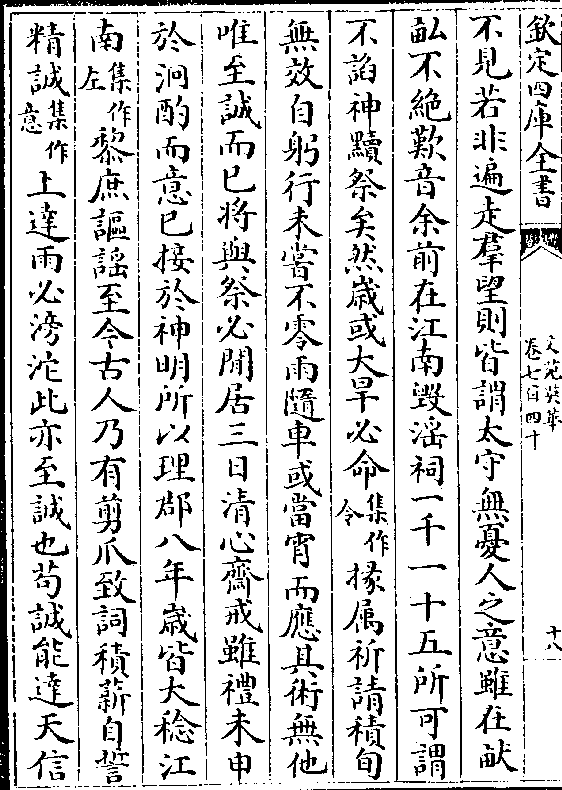 欽定四庫全書
文苑英華
卷七百四十
十八
不見若非遍走羣望則皆謂太守無憂人之意雖在畎
畆不絶歎音余前在江南毁滛祠一千一十五所可謂
不諂神黷祭矣然歳或大旱必命集作令掾属祈請積旬
無效自躬行未嘗不零雨隨車或當宵而應其術無他
唯至誠而已將與祭必閒居三日清心齋戒雖禮未申
於泂酌而意已接於神明所以理郡八年歳皆大稔江
南集作左黎庶謳謡至今古人乃有剪爪致詞積薪自誓
精誠集作意上達雨必滂沱此亦至誠也苟誠能達天信